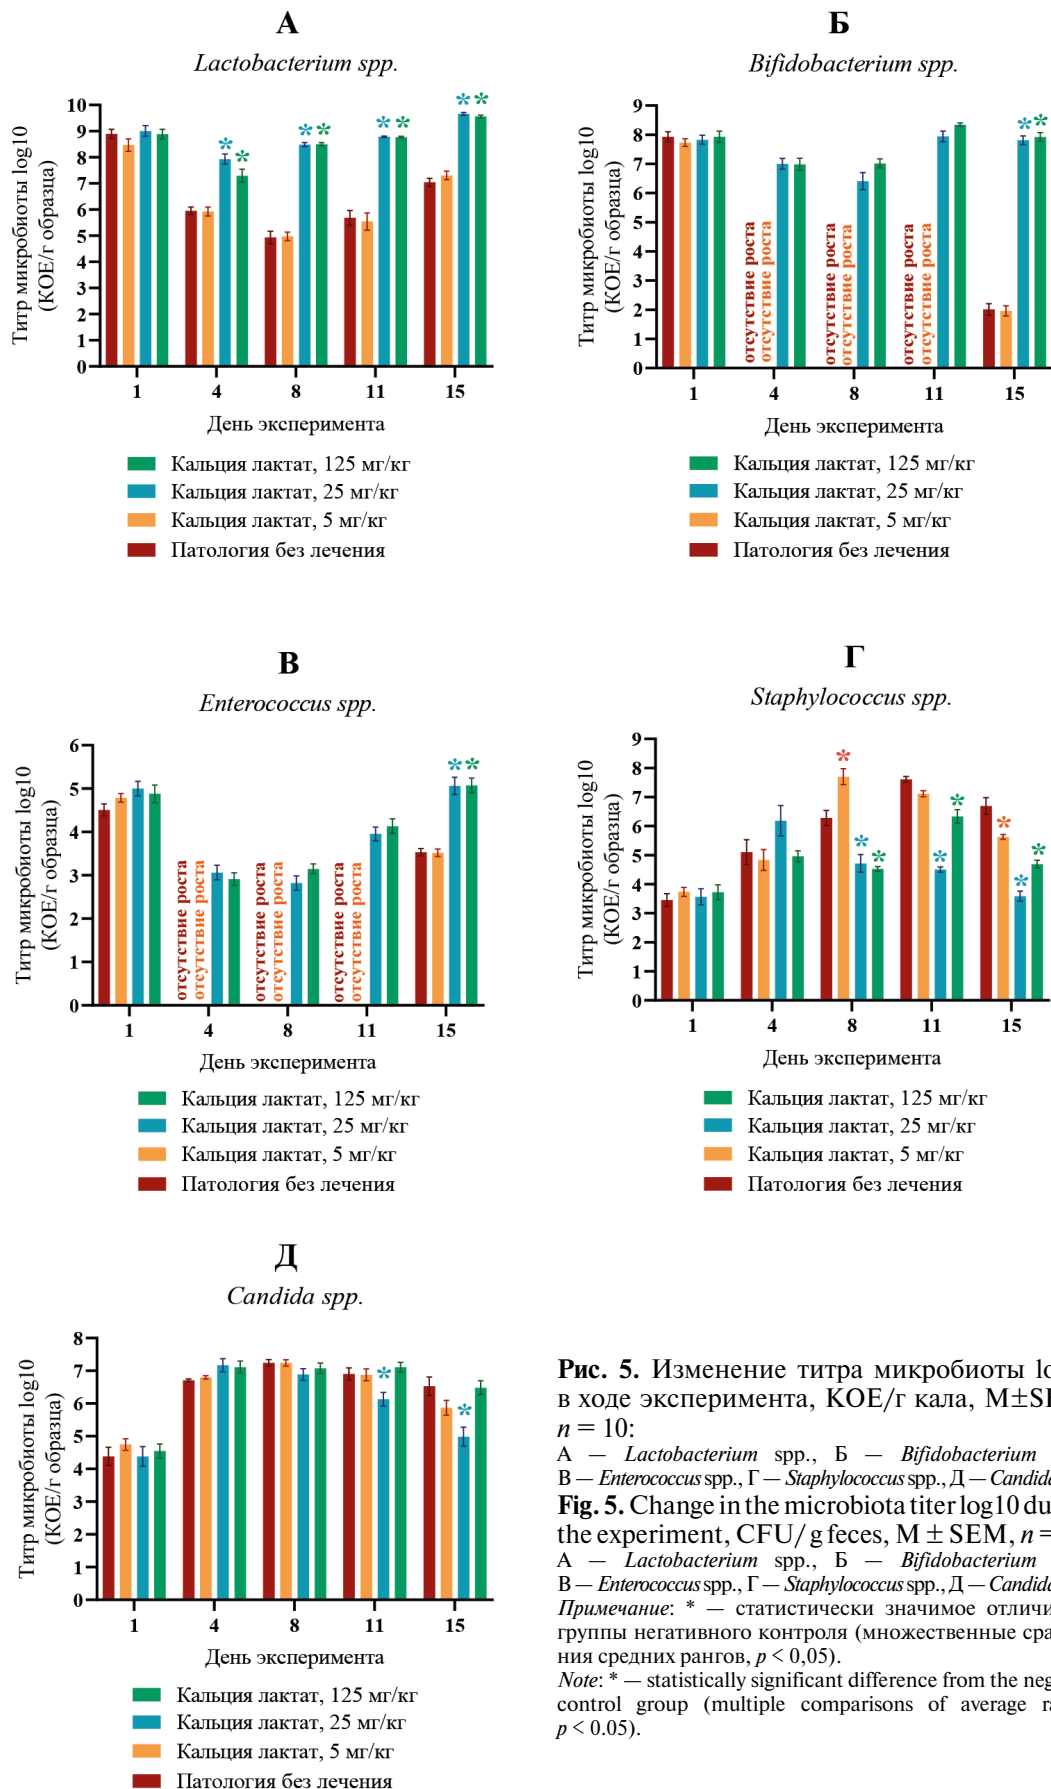 А
Lactobacterium spp.
Титр микробиоты log10
(КОЕ/г образца)
10
9
8
7
6
5
4
3
2
1
0
* * * * * * * *
1 4 8 11 15
День эксперимента
Кальция лактат, 125 мг/кг
Кальция лактат, 25 мг/кг
Кальция лактат, 5 мг/кг
Патология без лечения
Б
Bifidobacterium spp.
Титр микробиоты log10
(КОЕ/г образца)
9
8
7
6
5
4
3
2
1
0
отсутствие роста
отсутствие роста
отсутствие роста
отсутствие роста
отсутствие роста
отсутствие роста
* *
1 4 8 11 15
День эксперимента
Кальция лактат, 125 мг/кг
Кальция лактат, 25 мг/кг
Кальция лактат, 5 мг/кг
Патология без лечения
В
Enterococcus spp.
Титр микробиоты log10
(КОЕ/г образца)
6
5
4
3
2
1
0
отсутствие роста
отсутствие роста
отсутствие роста
отсутствие роста
отсутствие роста
отсутствие роста
* *
1 4 8 11 15
День эксперимента
Кальция лактат, 125 мг/кг
Кальция лактат, 25 мг/кг
Кальция лактат, 5 мг/кг
Патология без лечения
Г
Staphylococcus spp.
Титр микробиоты log10
(КОЕ/г образца)
9
8
7
6
5
4
3
2
1
0
* * * * * * * *
1 4 8 11 15
День эксперимента
Кальция лактат, 125 мг/кг
Кальция лактат, 25 мг/кг
Кальция лактат, 5 мг/кг
Патология без лечения
Д
Candida spp.
Титр микробиоты log10
(КОЕ/г образца)
8
7
6
5
4
3
2
1
0
* *
1 4 8 11 15
День эксперимента
Кальция лактат, 125 мг/кг
Кальция лактат, 25 мг/кг
Кальция лактат, 5 мг/кг
Патология без лечения
Рис. 5. Изменение титра микробиоты
в ходе эксперимента, КОЕ/г кала,
n = 10:
А — Lactobacterium spp., Б — Bifidobacterium
В — Enterococcus spp., Г — Staphylococcus spp., Д — Candida
Fig. 5. Change in the microbiota titer log10
the experiment, CFU/g feces, M ± SEM, n =
А — Lactobacterium spp., Б — Bifidobacterium
В — Enterococcus spp., Г — Staphylococcus spp., Д — Candida
Примечание: * — статистически значимое
группы негативного контроля (множественные
ния средних рангов, p < 0,05).
Note: * — statistically significant difference from the
control group (multiple comparisons of average
p < 0.05).